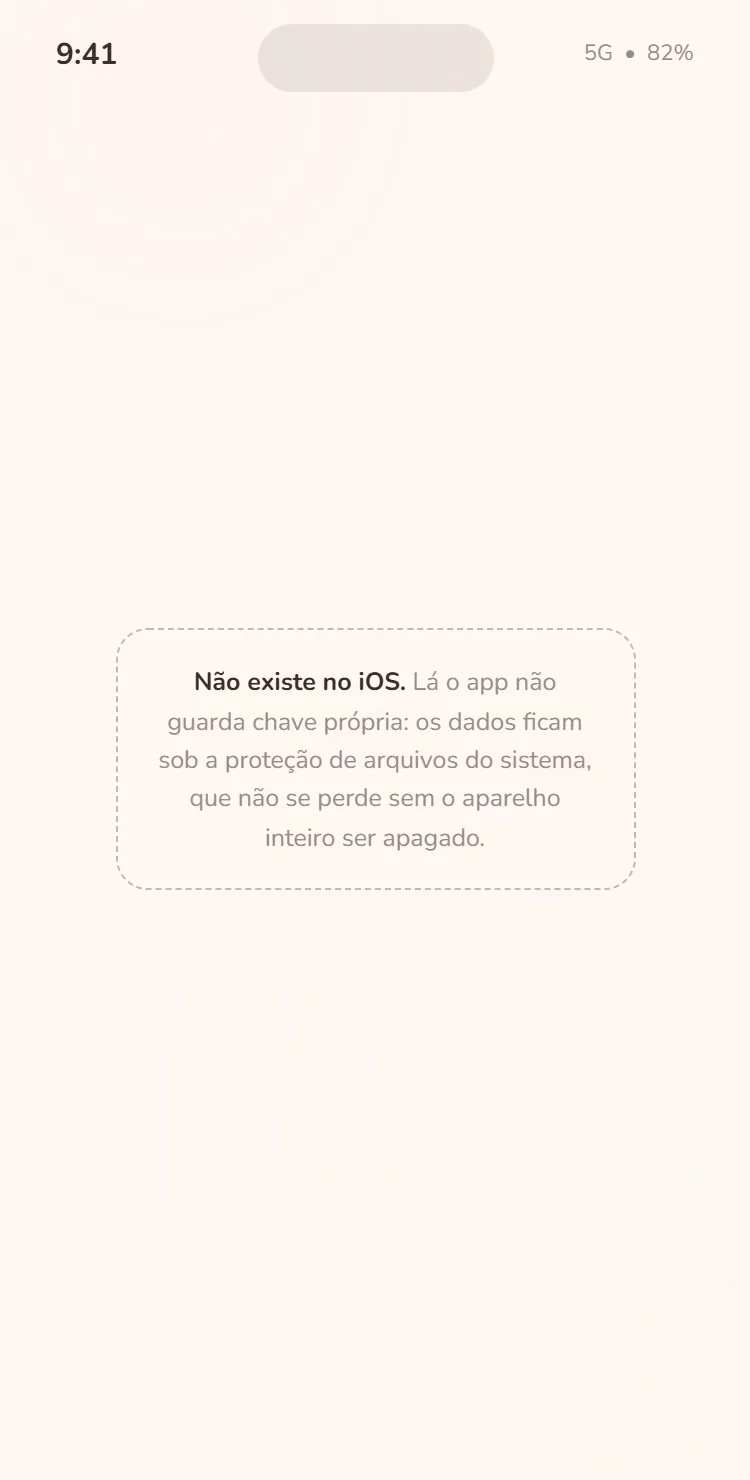 9:41
5G • 82%
Não existe no iOS. Lá o app não
guarda chave própria: os dados ficam
sob a proteção de arquivos do sistema,
que não se perde sem o aparelho
inteiro ser apagado.